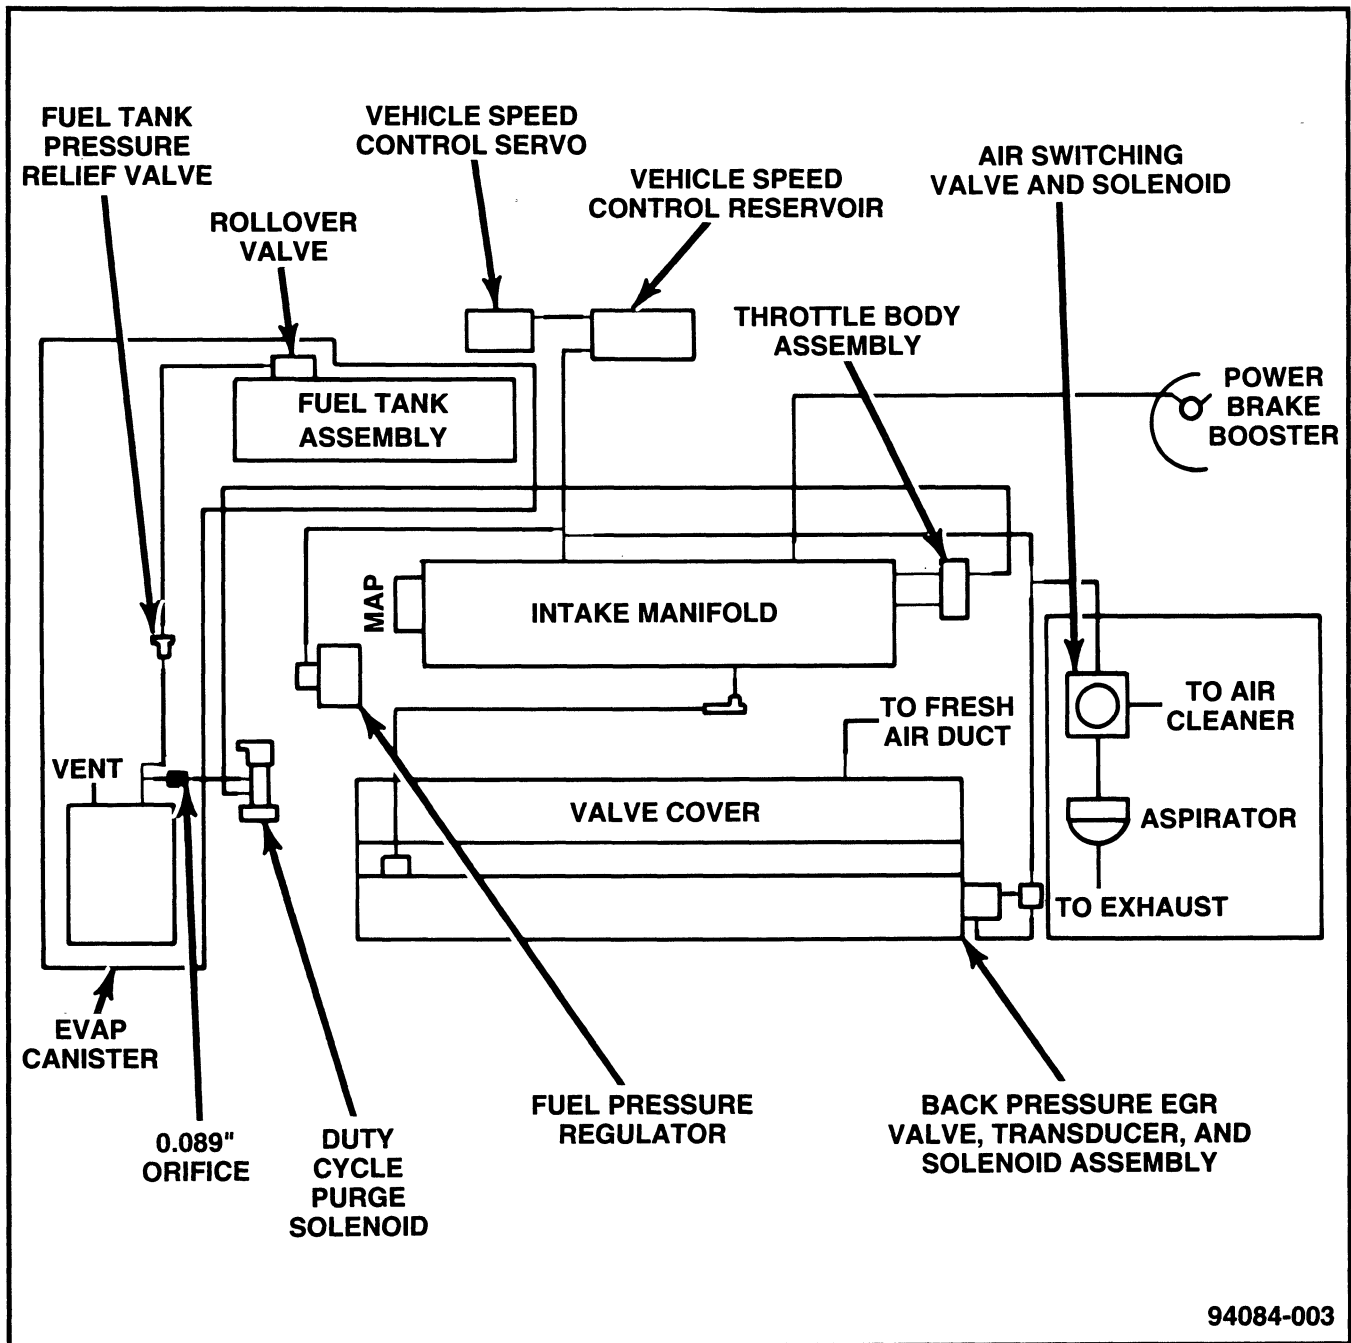 FUEL TANK
PRESSURE
RELIEF VALVE
VEHICLE SPEED
CONTROL SERVO
VEHICLE SPEED
CONTROL RESERVOIR
AIR SWITCHING
VALVE AND SOLENOID
ROLLOVER
VALVE
THROTTLE BODY
ASSEMBLY
POWER
BRAKE
BOOSTER
FUEL TANK
ASSEMBLY
MAP
INTAKE MANIFOLD
TO FRESH
AIR DUCT
TO AIR
CLEANER
VENT
VALVE COVER
ASPIRATOR
TO EXHAUST
EVAP
CANISTER
0.089"
ORIFICE
DUTY
CYCLE
PURGE
SOLENOID
FUEL PRESSURE
REGULATOR
BACK PRESSURE EGR
VALVE, TRANSDUCER, AND
SOLENOID ASSEMBLY
94084-003